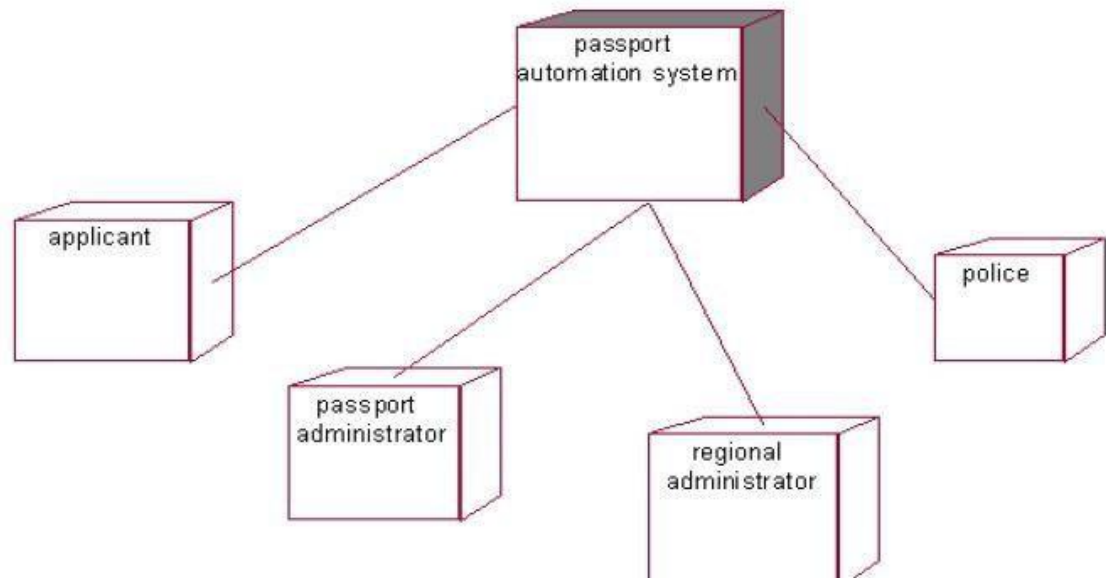 passport
automation system
applicant
police
passport
administrator
regional
administrator